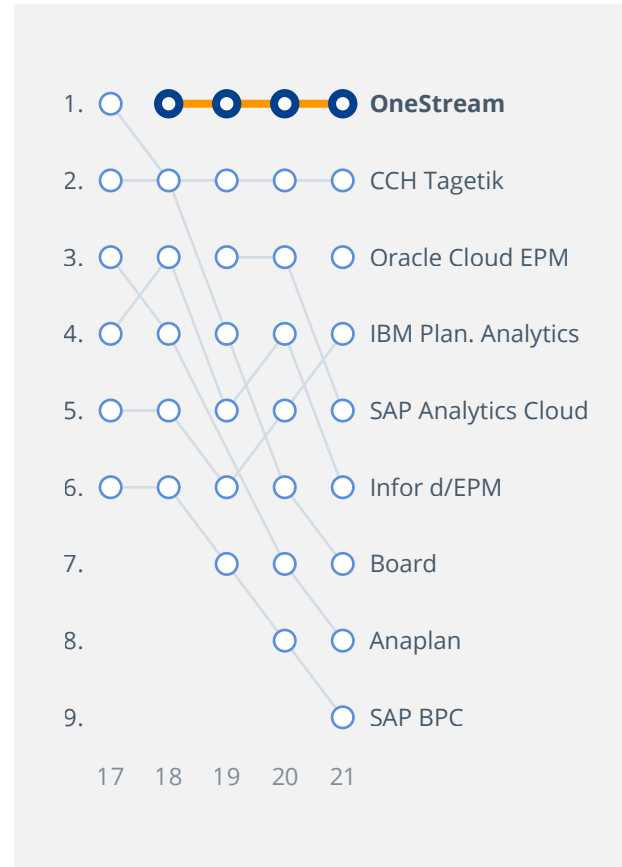 1. OneStream
2. CCH Tagetik
3. Oracle Cloud EPM
4. IBM Plan. Analytics
5. SAP Analytics Cloud
6. Infor d/EPM
7. Board
8. Anaplan
9. SAP BPC
17 18 19 20 21